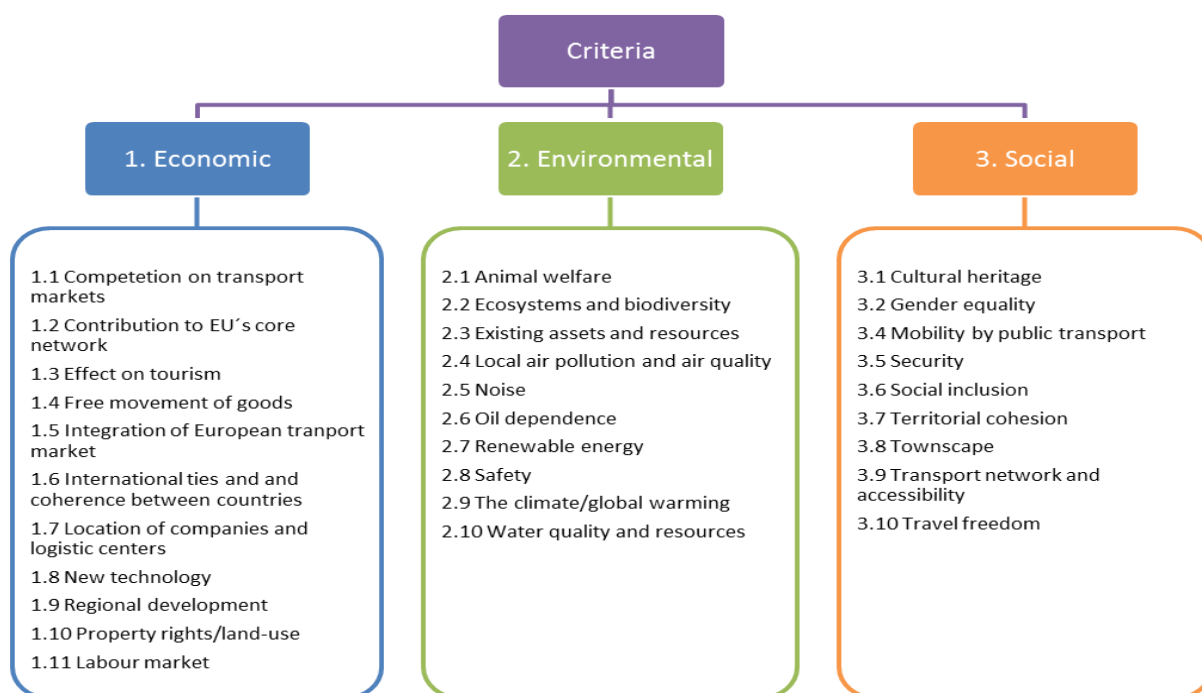 Criteria
1. Economic
1.1 Competetion on transport
markets
1.2 Contribution to EU´s core
network
1.3 Effect on tourism
1.4 Free movement of goods
1.5 Integration of European tranport
market
1.6 International ties and and
coherence between countries
1.7 Location of companies and
logistic centers
1.8 New technology
1.9 Regional development
1.10 Property rights/land-use
1.11 Labour market
2. Environmental
2.1 Animal welfare
2.2 Ecosystems and biodiversity
2.3 Existing assets and resources
2.4 Local air pollution and air quality
2.5 Noise
2.6 Oil dependence
2.7 Renewable energy
2.8 Safety
2.9 The climate/global warming
2.10 Water quality and resources
3. Social
3.1 Cultural heritage
3.2 Gender equality
3.4 Mobility by public transport
3.5 Security
3.6 Social inclusion
3.7 Territorial cohesion
3.8 Townscape
3.9 Transport network and
accessibility
3.10 Travel freedom